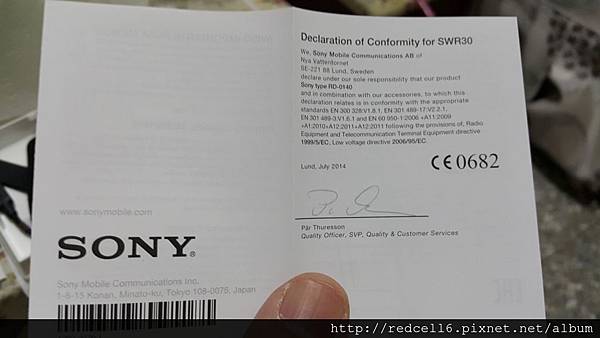 Declaration of Conformity for SWR30
We, Sony Mobile Communications AB of
Nya Vattentornet
SE-221 88 Lund, Sweden
declare under our sole responsibility that our product
Sony type RD-0140
and in combination with our accessories, to which this
declaration relates is in conformity with the appropriate
standards EN 300 328:V1.8.1, EN 301 489-17:V2.2.1,
EN 301 489-3:V1.6.1 and EN 60 950-1:2006 +A11:2009
+A1:2010+A12:2011+A12:2011 following the provisions of, Radio
Equipment and Telecommunication Terminal Equipment directive
1999/5/EC, Low voltage directive 2006/95/EC.
CE0682
Lund, July 2014
Pär Thuresson
Quality Officer, SVP, Quality & Customer Services
www.sonymobile.com
SONY®
Sony Mobile Communications Inc.
1-8-15 Konan, Minato-ku, Tokyo 108-0075, Japan
http://redcell6.pixnet.net/album